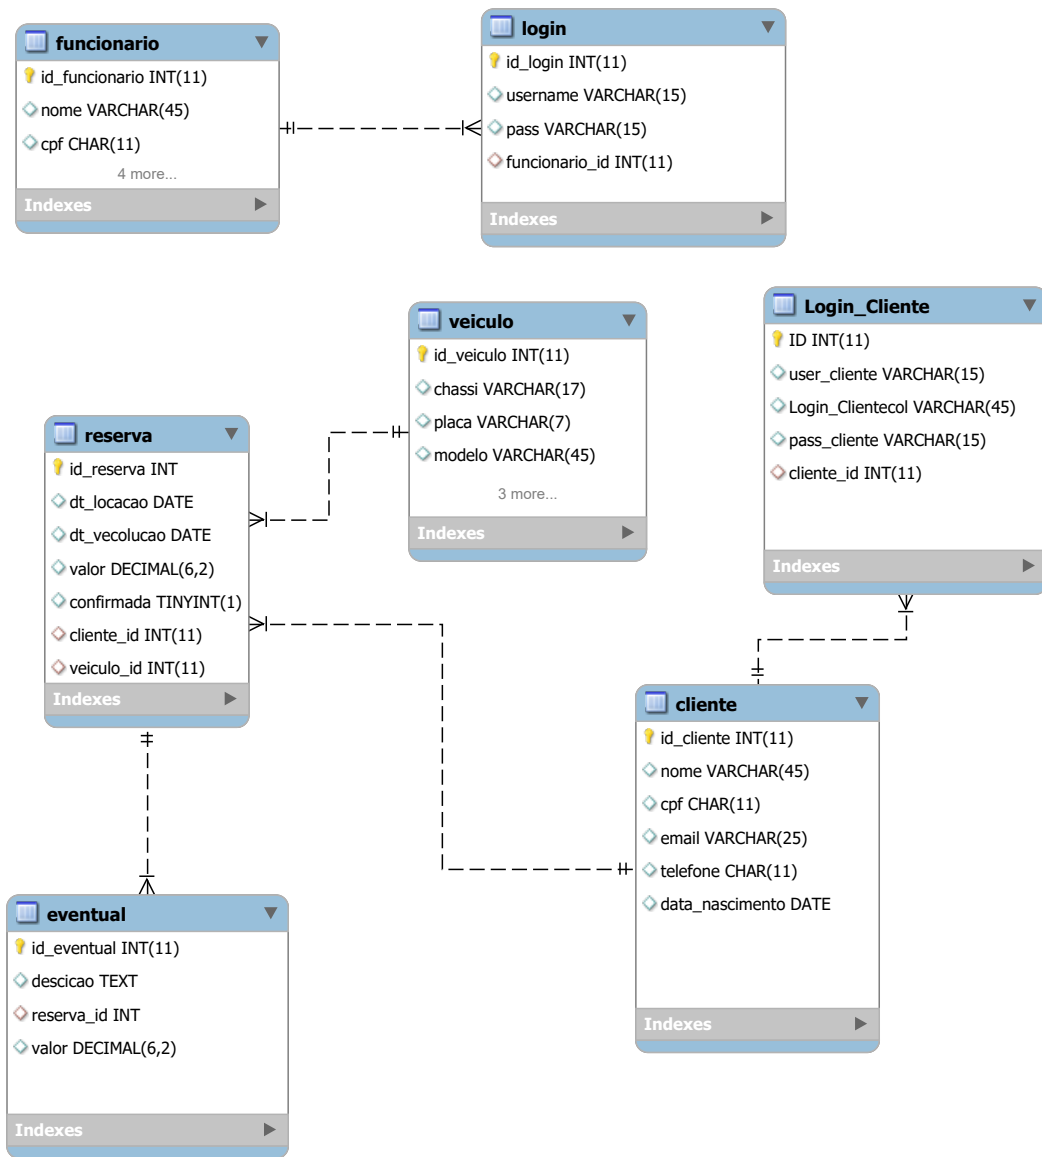 funcionario
id_funcionario INT(11)
nome VARCHAR(45)
cpf CHAR(11)
4 more...
Indexes
login
id_login INT(11)
username VARCHAR(15)
pass VARCHAR(15)
funcionario_id INT(11)
Indexes
veiculo
id_veiculo INT(11)
chassi VARCHAR(17)
placa VARCHAR(7)
modelo VARCHAR(45)
3 more...
Indexes
Login_Cliente
ID INT(11)
user_cliente VARCHAR(15)
Login_Clientecol VARCHAR(45)
pass_cliente VARCHAR(15)
cliente_id INT(11)
Indexes
reserva
id_reserva INT
dt_locacao DATE
dt_vecolucao DATE
valor DECIMAL(6,2)
confirmada TINYINT(1)
cliente_id INT(11)
veiculo_id INT(11)
Indexes
cliente
id_cliente INT(11)
nome VARCHAR(45)
cpf CHAR(11)
email VARCHAR(25)
telefone CHAR(11)
data_nascimento DATE
Indexes
eventual
id_eventual INT(11)
descicao TEXT
reserva_id INT
valor DECIMAL(6,2)
Indexes